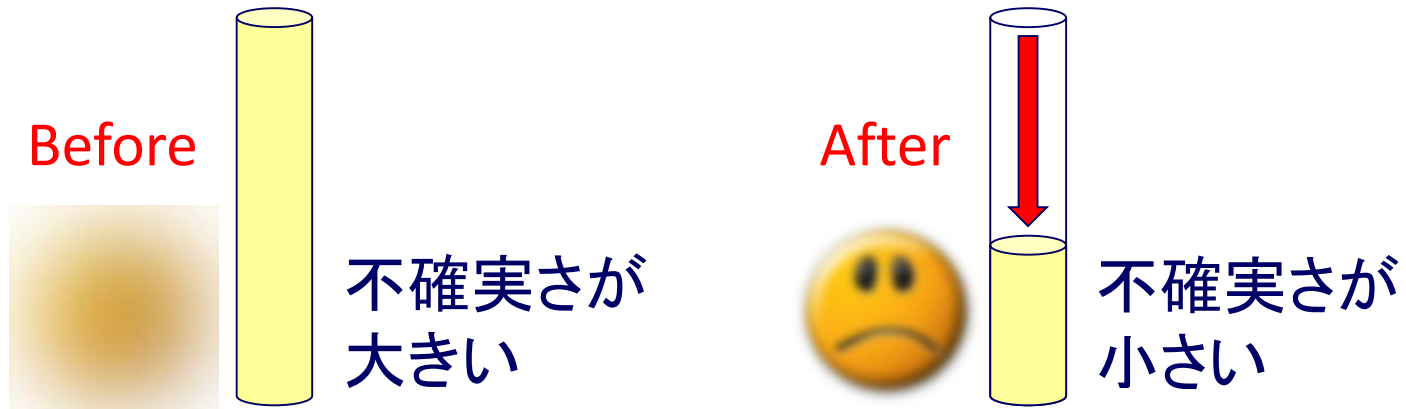 Before
不確実さが
大きい
After
不確実さが
小さい